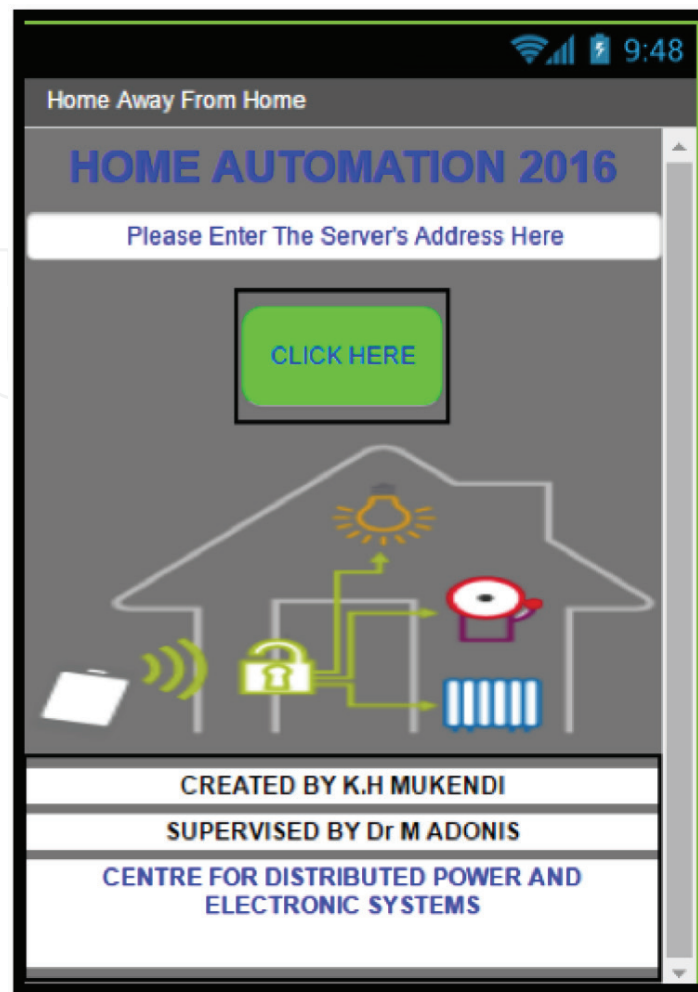 9:48
Home Away From Home
HOME AUTOMATION 2016
Please Enter The Server's Address Here
CLICK HERE
CREATED BY K.H MUKENDI
SUPERVISED BY Dr M ADONIS
CENTRE FOR DISTRIBUTED POWER AND
ELECTRONIC SYSTEMS